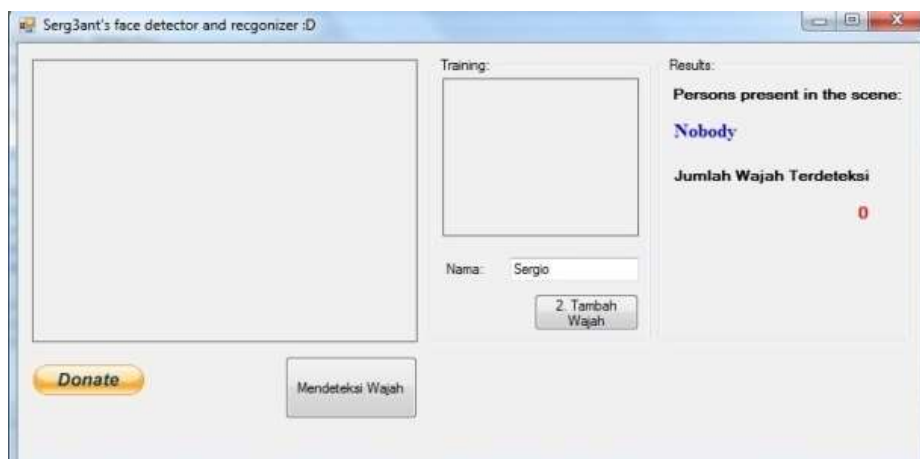 Serg3ant's face detector and recgonizer :D
Training:
Results:
Persons present in the scene:
Nobody
Jumlah Wajah Terdeteksi
0
Nama:
Sergio
2. Tambah
Wajah
Donate
Mendeteksi Wajah